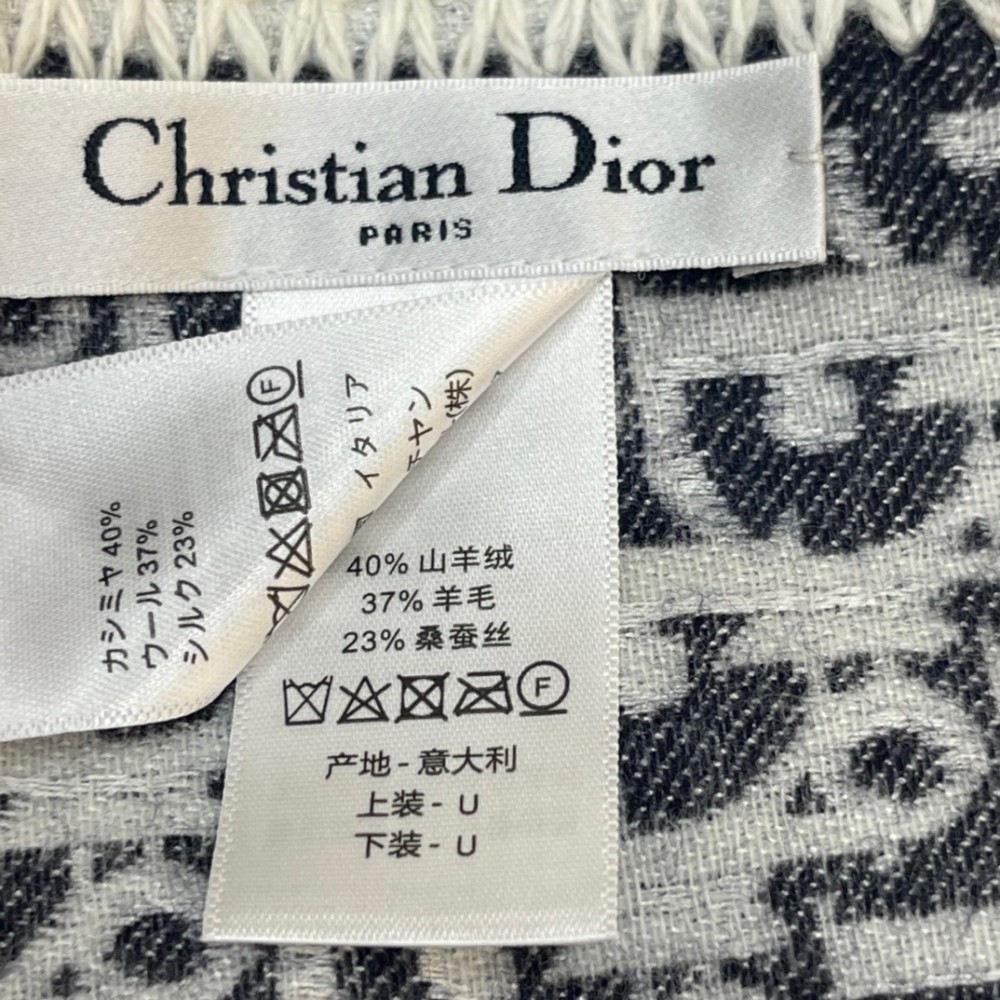 Christian Dior
PARIS
カシミヤ 40%
ウール 37%
シルク 23%
F
イタリア
(株)
40% 山羊绒
37% 羊毛
23% 桑蚕丝
F
产地 - 意大利
上装 - U
下装 - U